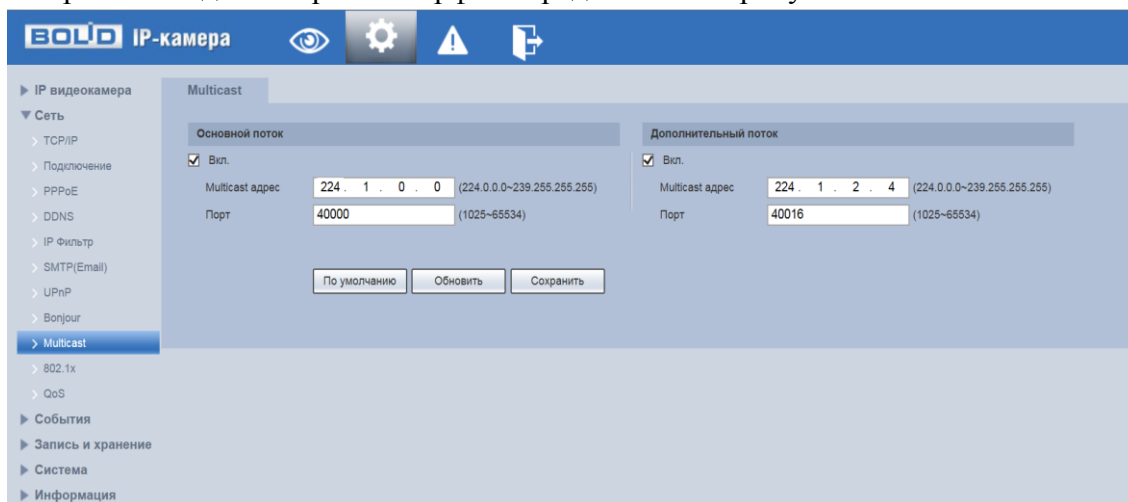 BOLID IP-камера
IP видеокамера
Сеть
TCP/IP
Подключение
PPPoE
DDNS
IP Фильтр
SMTP(Email)
UPnP
Bonjour
Multicast
802.1x
QoS
События
Запись и хранение
Система
Информация
Multicast
Основной поток
Вкл.
Multicast адрес 224 . 1 . 0 . 0 (224.0.0.0~239.255.255.255)
Порт 40000 (1025~65534)
Дополнительный поток
Вкл.
Multicast адрес 224 . 1 . 2 . 4 (224.0.0.0~239.255.255.255)
Порт 40016 (1025~65534)
По умолчанию Обновить Сохранить